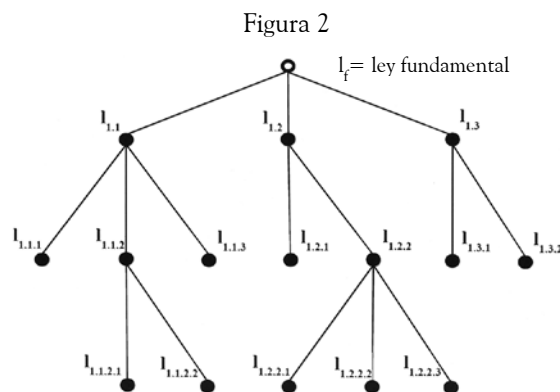 Figura 2
l_f = ley fundamental
l_1.1 l_1.2 l_1.3
l_1.1.1 l_1.1.2 l_1.1.3 l_1.2.1 l_1.2.2 l_1.3.1 l_1.3.2
l_1.1.2.1 l_1.1.2.2 l_1.2.2.1 l_1.2.2.2 l_1.2.2.3